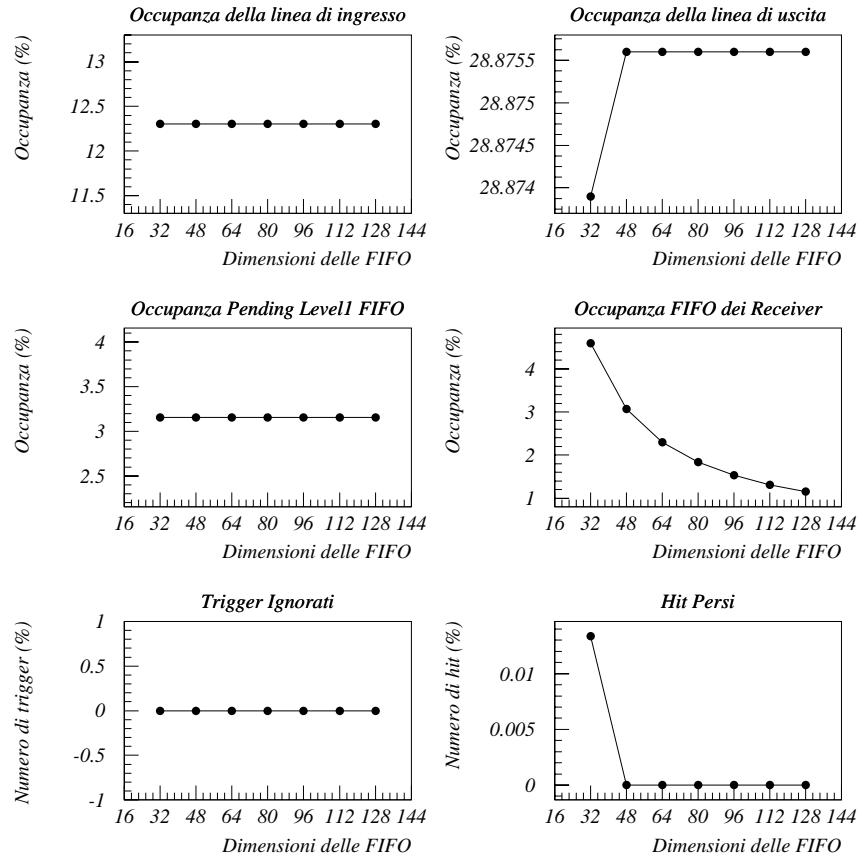 Occupanza della linea di ingresso
Occupanza (%)
13
12.5
12
11.5
16 32 48 64 80 96 112 128 144
Dimensioni delle FIFO
Occupanza della linea di uscita
Occupanza (%)
28.8755
28.875
28.8745
28.874
16 32 48 64 80 96 112 128 144
Dimensioni delle FIFO
Occupanza Pending Level1 FIFO
Occupanza (%)
4
3.5
3
2.5
16 32 48 64 80 96 112 128 144
Dimensioni delle FIFO
Occupanza FIFO dei Receiver
Occupanza (%)
4
3
2
1
16 32 48 64 80 96 112 128 144
Dimensioni delle FIFO
Trigger Ignorati
Numero di trigger (%)
1
0.5
0
-0.5
-1
16 32 48 64 80 96 112 128 144
Dimensioni delle FIFO
Hit Persi
Numero di hit (%)
0.01
0.005
0
16 32 48 64 80 96 112 128 144
Dimensioni delle FIFO